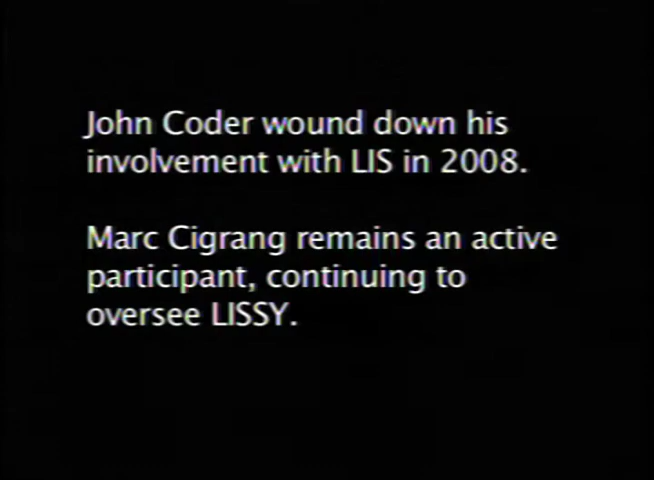 John Coder wound down his
involvement with LIS in 2008.
Marc Cigrang remains an active
participant, continuing to
oversee LISSY.